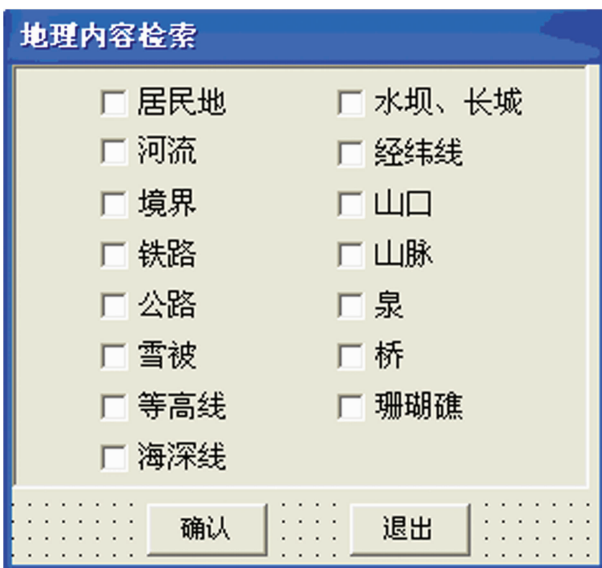 地理内容检索
居民地
河流
境界
铁路
公路
雪被
等高线
海深线
水坝、长城
经纬线
山口
山脉
泉
桥
珊瑚礁
确认
退出